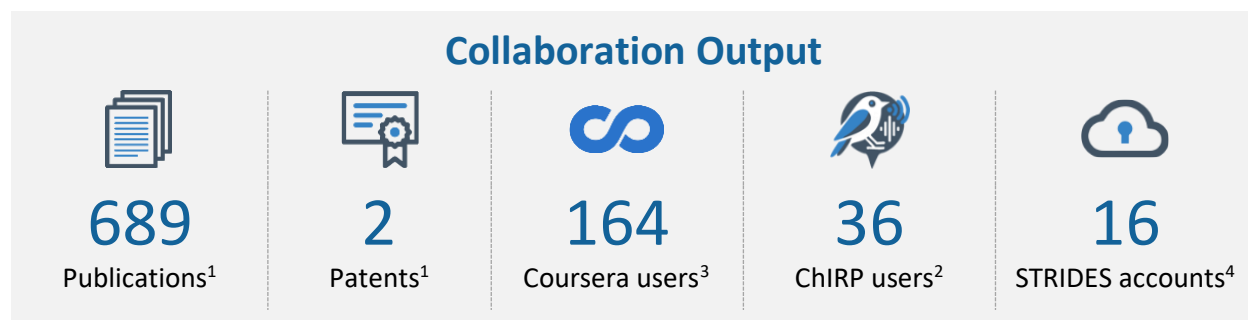 Collaboration Output
689
Publications¹
2
Patents¹
164
Coursera users³
36
ChIRP users²
16
STRIDES accounts⁴